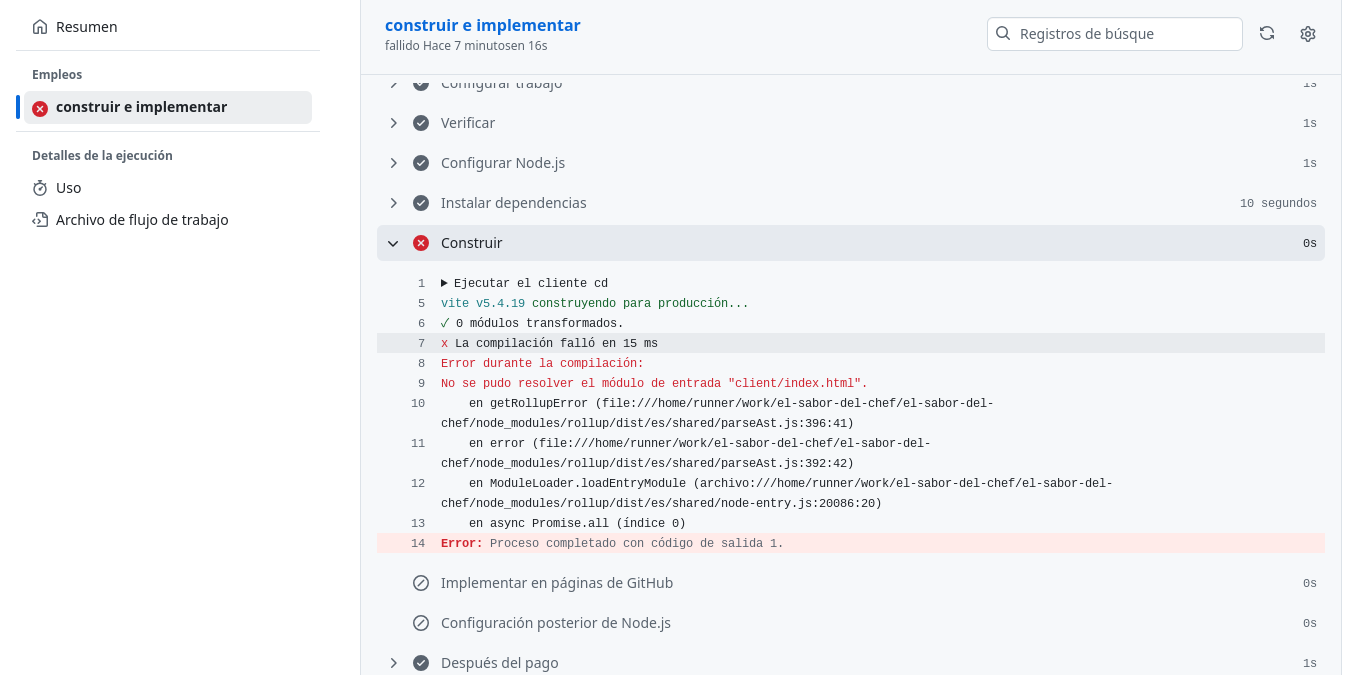 Resumen
Empleos
construir e implementar
Detalles de la ejecución
Uso
Archivo de flujo de trabajo
construir e implementar
fallido Hace 7 minutosen 16s
Registros de búsque
Configurar trabajo 1s
Verificar 1s
Configurar Node.js 1s
Instalar dependencias 10 segundos
Construir 0s
1 ▶ Ejecutar el cliente cd
5 vite v5.4.19 construyendo para producción...
6 ✓ 0 módulos transformados.
7 x La compilación falló en 15 ms
8 Error durante la compilación:
9 No se pudo resolver el módulo de entrada "client/index.html".
10 en getRollupError (file:///home/runner/work/el-sabor-del-chef/el-sabor-del-
chef/node_modules/rollup/dist/es/shared/parseAst.js:396:41)
11 en error (file:///home/runner/work/el-sabor-del-chef/el-sabor-del-
chef/node_modules/rollup/dist/es/shared/parseAst.js:392:42)
12 en ModuleLoader.loadEntryModule (archivo:///home/runner/work/el-sabor-del-chef/el-sabor-del-
chef/node_modules/rollup/dist/es/shared/node-entry.js:20086:20)
13 en async Promise.all (índice 0)
14 Error: Proceso completado con código de salida 1.
Implementar en páginas de GitHub 0s
Configuración posterior de Node.js 0s
Después del pago 1s